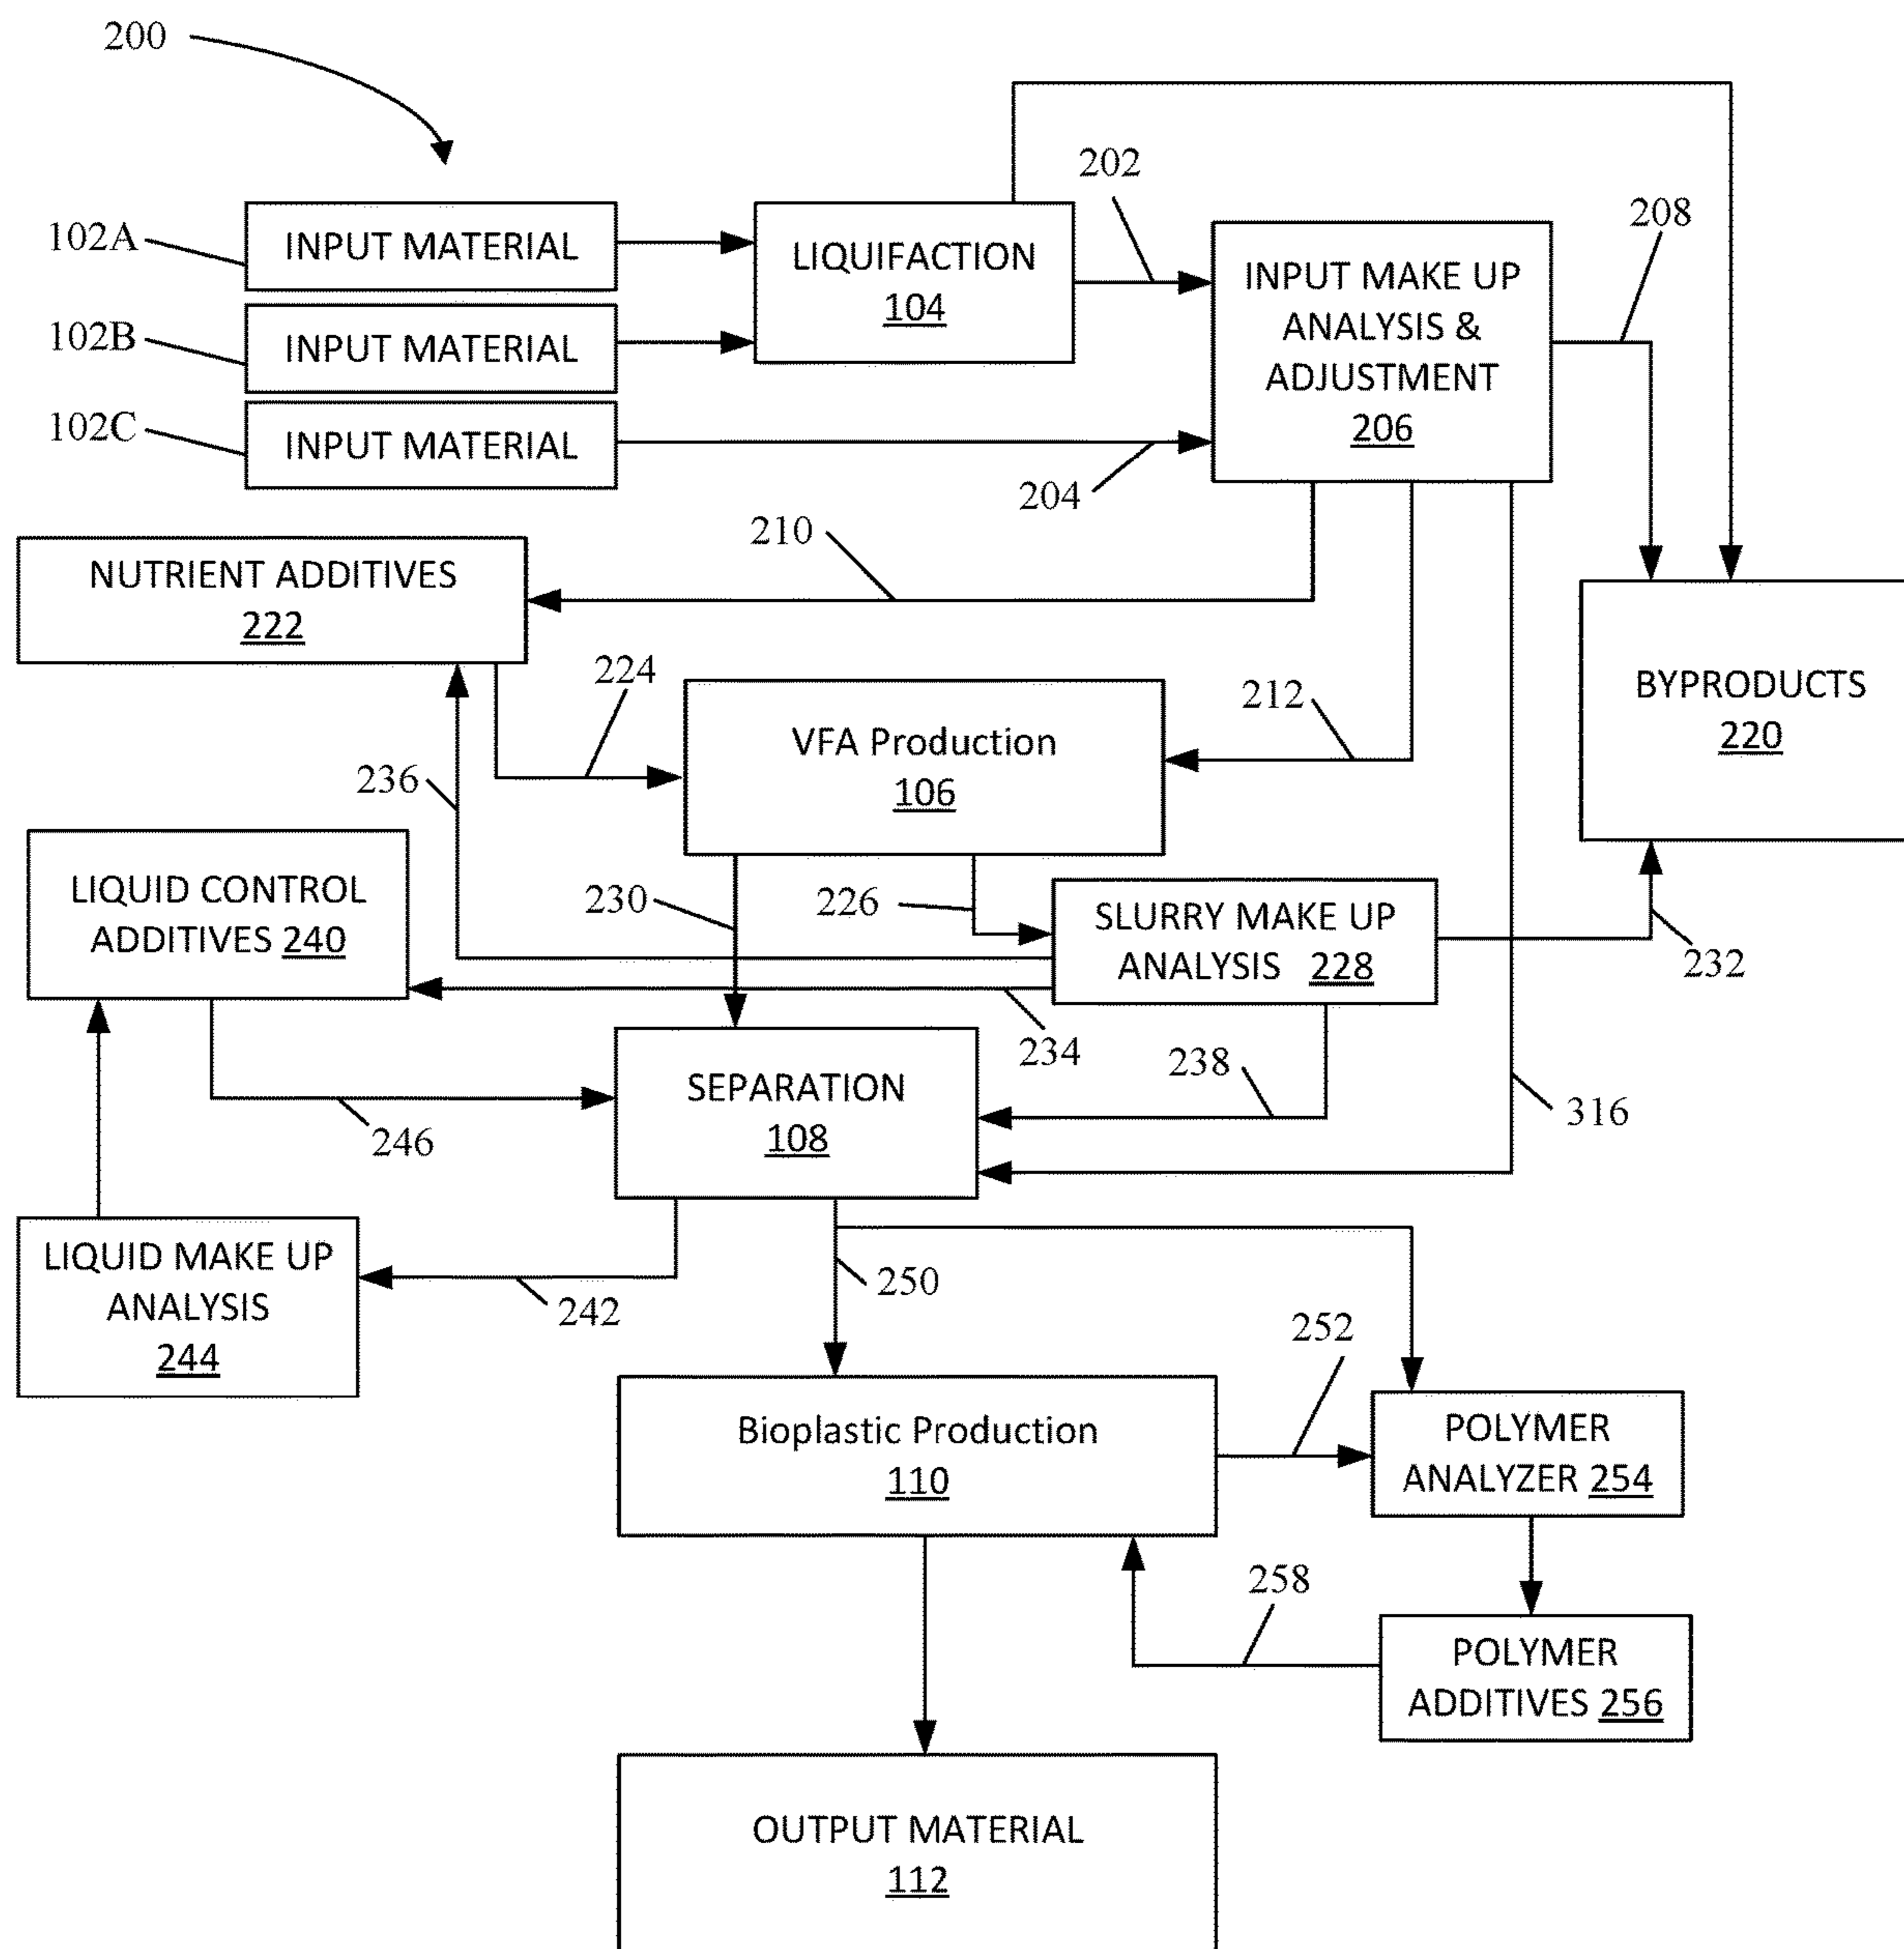 200
202
208
102A
INPUT MATERIAL
LIQUIFACTION
104
INPUT MAKE UP
ANALYSIS &
ADJUSTMENT
206
102B
INPUT MATERIAL
102C
INPUT MATERIAL
204
210
NUTRIENT ADDITIVES
222
224
212
VFA Production
106
BYPRODUCTS
220
236
LIQUID CONTROL
ADDITIVES 240
230
226
SLURRY MAKE UP
ANALYSIS 228
232
234
238
SEPARATION
108
316
246
LIQUID MAKE UP
ANALYSIS
244
242
250
252
Bioplastic Production
110
POLYMER
ANALYZER 254
258
POLYMER
ADDITIVES 256
OUTPUT MATERIAL
112